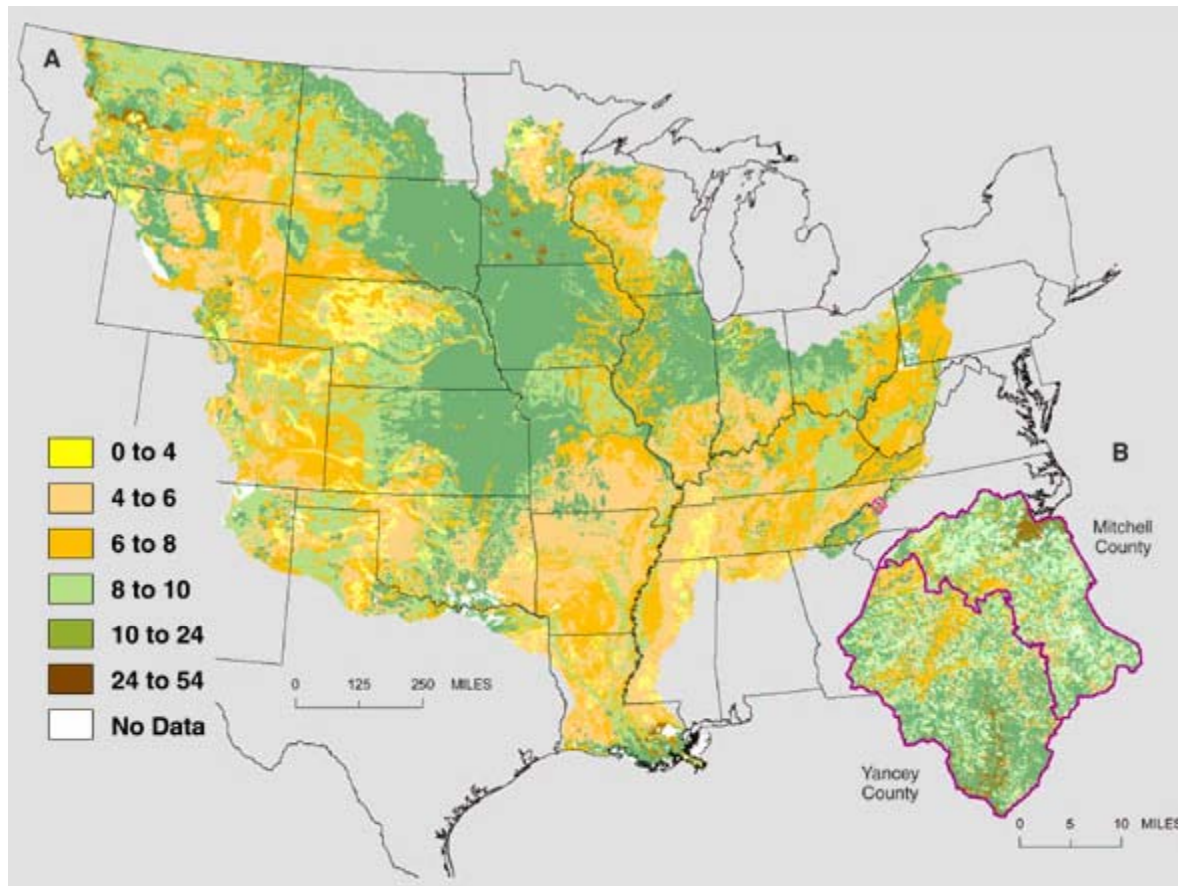 A
0 to 4
4 to 6
6 to 8
8 to 10
10 to 24
24 to 54
No Data
0 125 250 MILES
B
Mitchell
County
Yancey
County
0 5 10 MILES